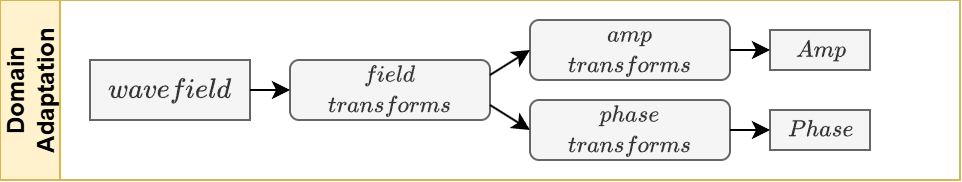 Domain
Adaptation
wavefield
field
transforms
amp
transforms
Amp
phase
transforms
Phase